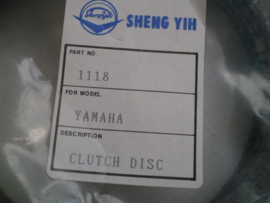 SHENG YIH
PART NO.
1118
FOR MODEL
YAMAHA
DESCRIPTION
CLUTCH DISC